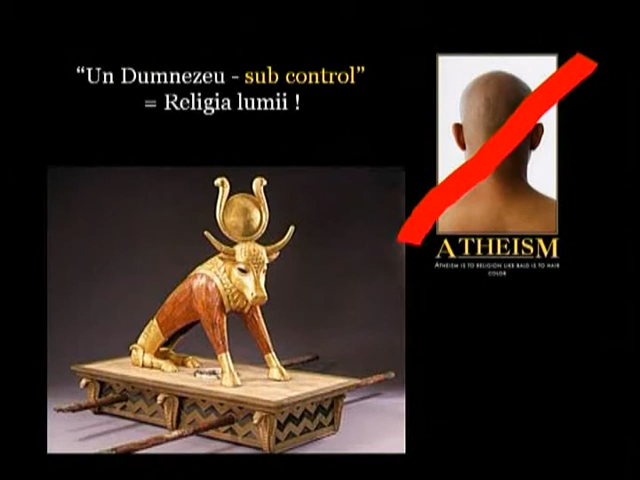 “Un Dumnezeu - sub control”
= Religia lumii !
ATHEISM
ATHEISM IS TO RELIGION LIKE BALD IS TO HAIR
COLOR